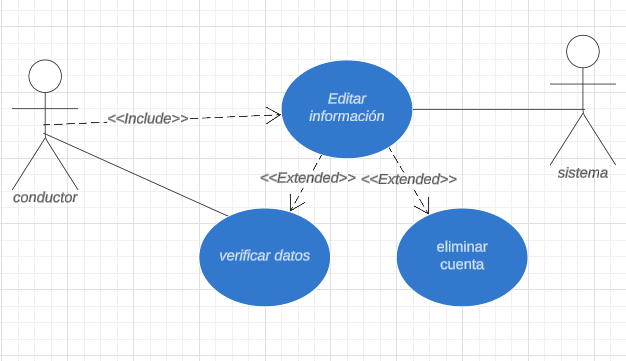 Editar
información
<<Include>>
sistema
<<Extended>>
<<Extended>>
conductor
verificar datos
eliminar
cuenta